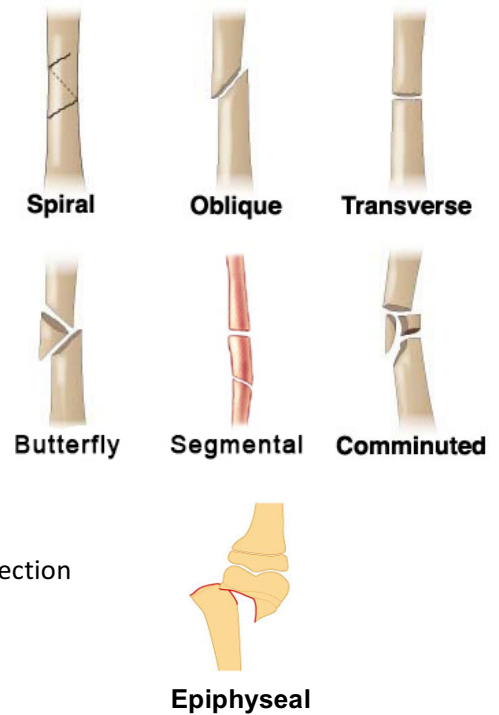 Spiral
Oblique
Transverse
Butterfly
Segmental
Comminuted
ection
Epiphyseal